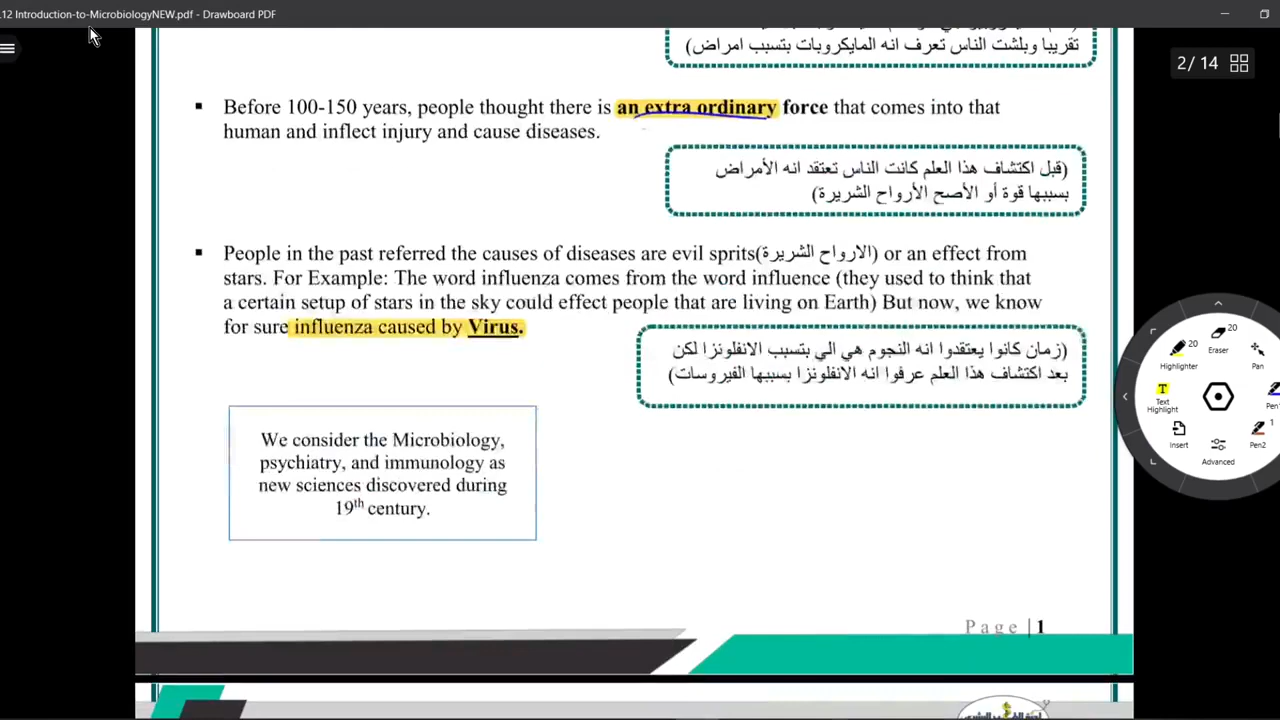 .12 Introduction-to-MicrobiologyNEW.pdf - Drawboard PDF
2/ 14
تقريبا وبلشت الناس تعرف انه المايكروبات بتسبب امراض)
▪ Before 100-150 years, people thought there is an extra ordinary force that comes into that
human and inflect injury and cause diseases.
(قبل اكتشاف هذا العلم كانت الناس تعتقد انه الأمراض
بسببها قوة أو الأصح الأرواح الشريرة)
▪ People in the past referred the causes of diseases are evil sprits(الارواح الشريرة) or an effect from
stars. For Example: The word influenza comes from the word influence (they used to think that
a certain setup of stars in the sky could effect people that are living on Earth) But now, we know
for sure influenza caused by Virus.
(زمان كانوا يعتقدوا انه النجوم هي الي بتسبب الانفلونزا لكن
بعد اكتشاف هذا العلم عرفوا انه الانفلونزا بسببها الفيروسات)
We consider the Microbiology,
psychiatry, and immunology as
new sciences discovered during
19th century.
Page |1
20
Eraser
20
Highlighter
Pan
T
Text
Highlight
Pen1
1
Insert
Pen2
Advanced